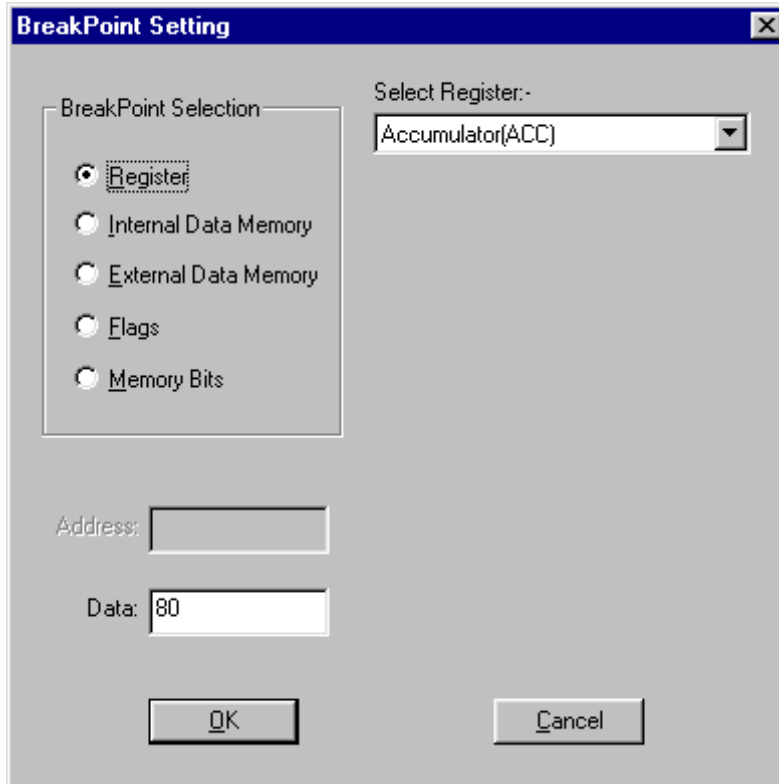 BreakPoint Setting
BreakPoint Selection
Register
Internal Data Memory
External Data Memory
Flags
Memory Bits
Select Register:-
Accumulator(ACC)
Address:
Data: 80
OK
Cancel